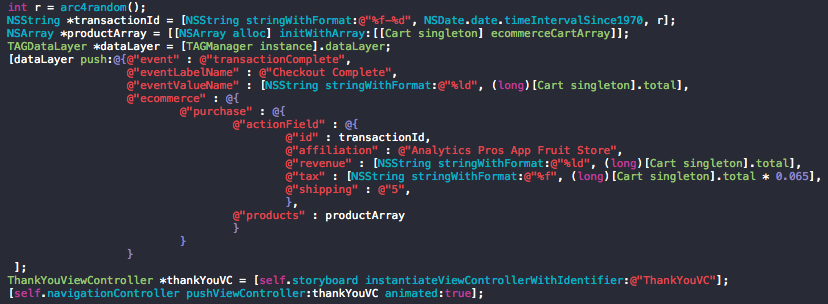 int r = arc4random();
NSString *transactionId = [NSString stringWithFormat:@"%f-%d", NSDate.date.timeIntervalSince1970, r];
NSArray *productArray = [[NSArray alloc] initWithArray:[[Cart singleton] ecommerceCartArray]];
TAGDataLayer *dataLayer = [TAGManager instance].dataLayer;
[dataLayer push:@{@"event" : @"transactionComplete",
@"eventLabelName" : @"Checkout Complete",
@"eventValueName" : [NSString stringWithFormat:@"%ld", (long)[Cart singleton].total],
@"ecommerce" : @{
@"purchase" : @{
@"actionField" : @{
@"id" : transactionId,
@"affiliation" : @"Analytics Pros App Fruit Store",
@"revenue" : [NSString stringWithFormat:@"%ld", (long)[Cart singleton].total],
@"tax" : [NSString stringWithFormat:@"%f", (long)[Cart singleton].total * 0.065],
@"shipping" : @"5",
},
@"products" : productArray
}
}
}
];
ThankYouViewController *thankYouVC = [self.storyboard instantiateViewControllerWithIdentifier:@"ThankYouVC"];
[self.navigationController pushViewController:thankYouVC animated:true];